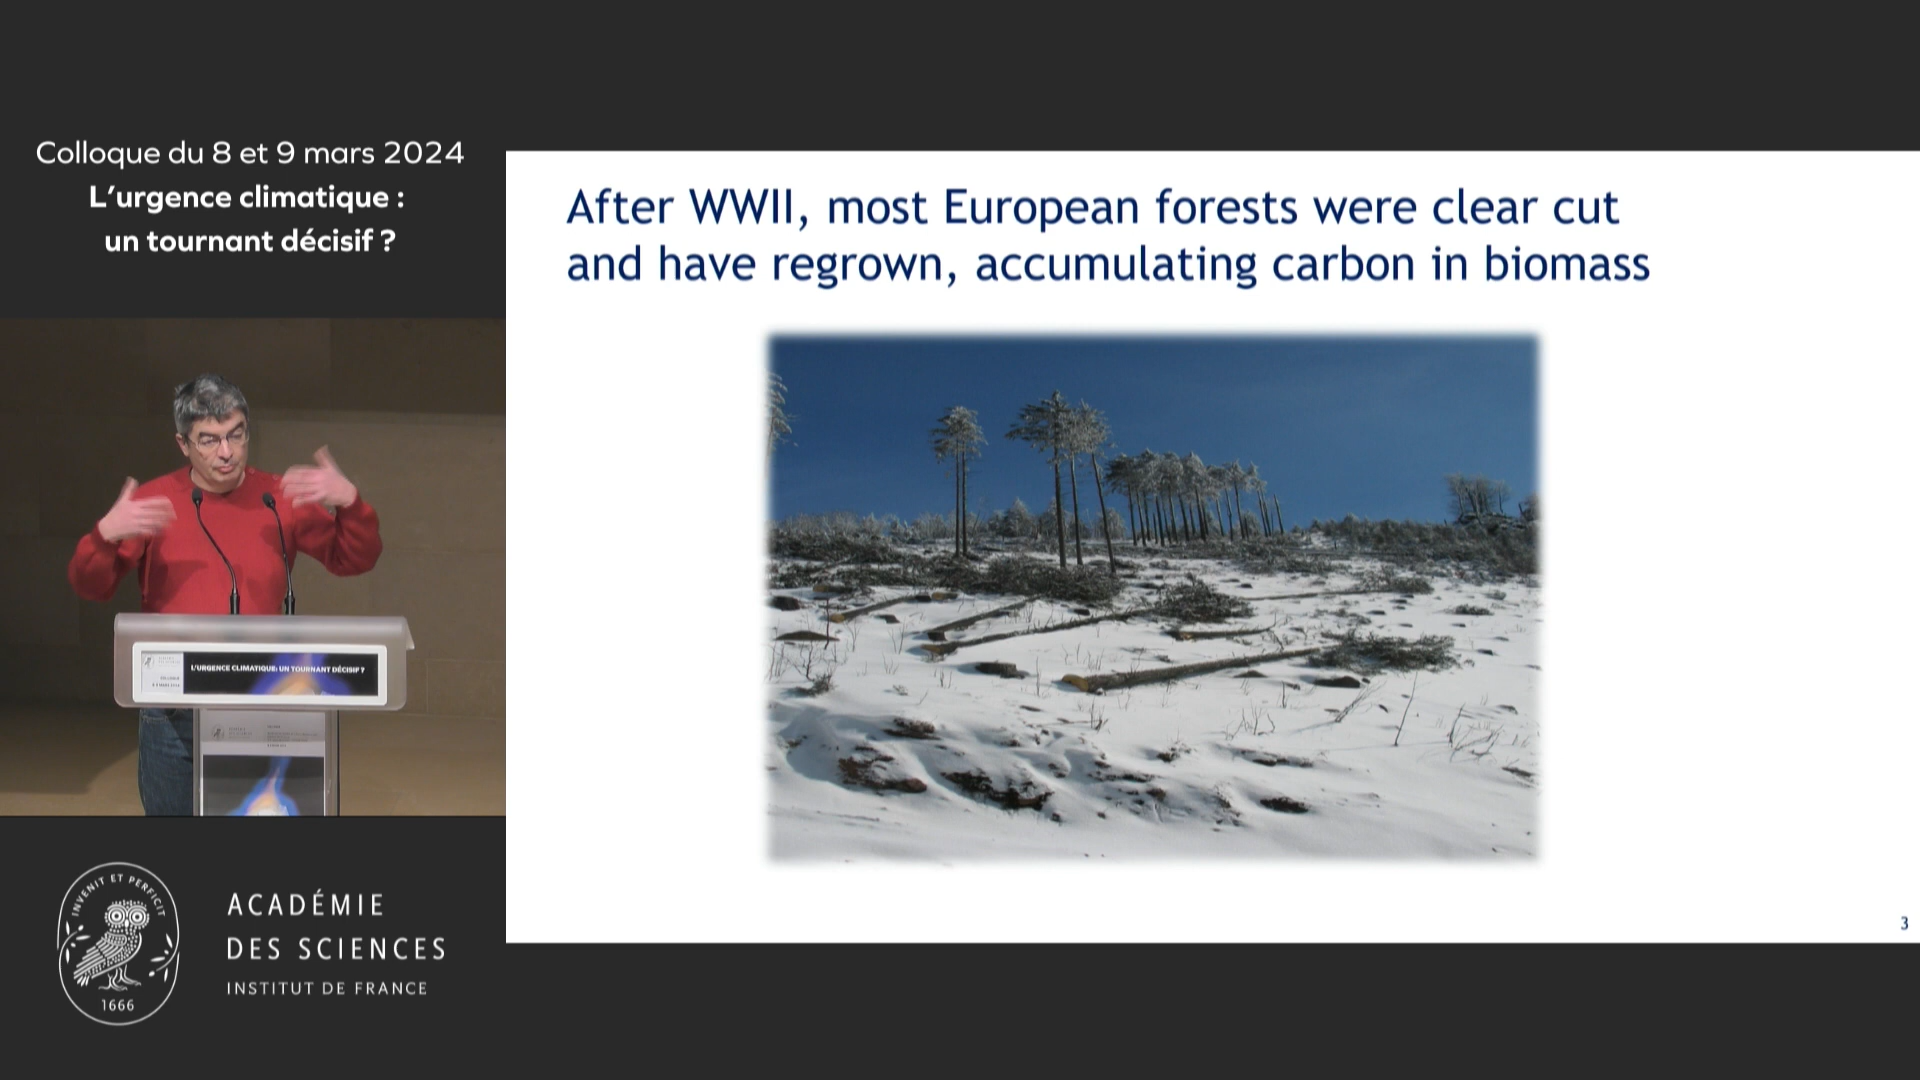 Colloque du 8 et 9 mars 2024
L’urgence climatique :
un tournant décisif ?
After WWII, most European forests were clear cut
and have regrown, accumulating carbon in biomass
L'URGENCE CLIMATIQUE: UN TOURNANT DÉCISIF ?
INVENIT ET PERFICIT
1666
ACADÉMIE
DES SCIENCES
INSTITUT DE FRANCE
3